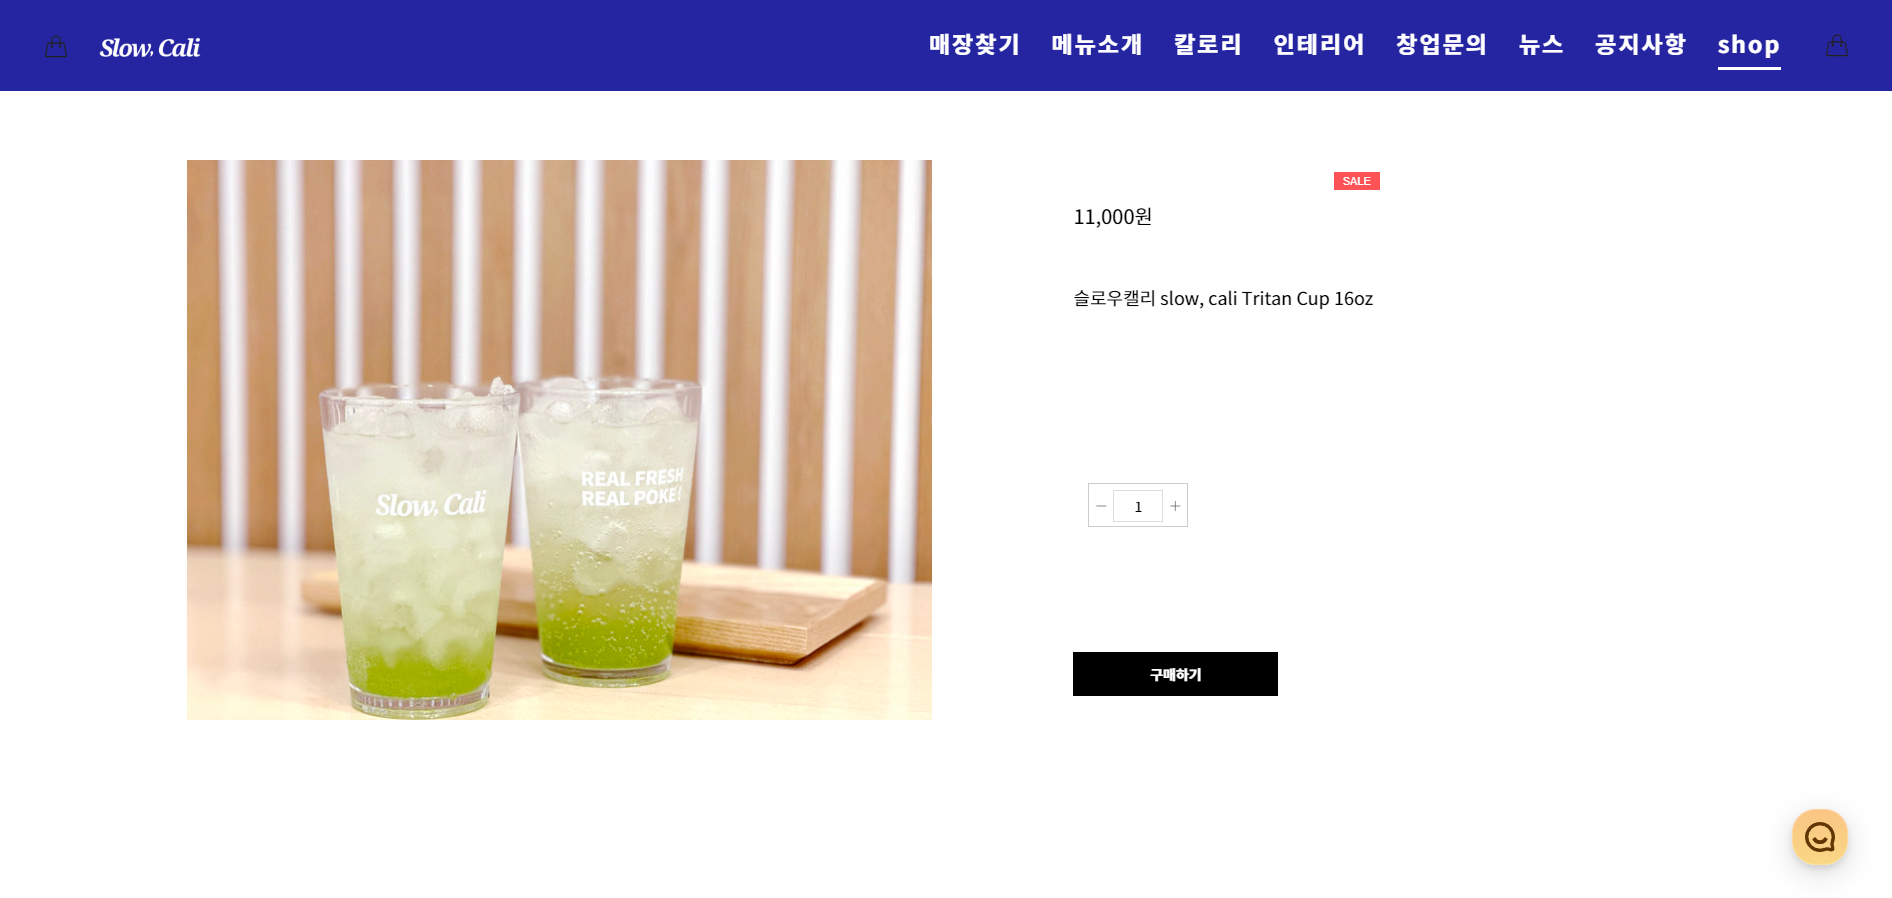 Slow, Cali
매장찾기 메뉴소개 칼로리 인테리어 창업문의 뉴스 공지사항 shop
SALE
11,000원
슬로우캘리 slow, cali Tritan Cup 16oz
Slow, Cali
REAL FRESH
REAL POKE!
1
구매하기